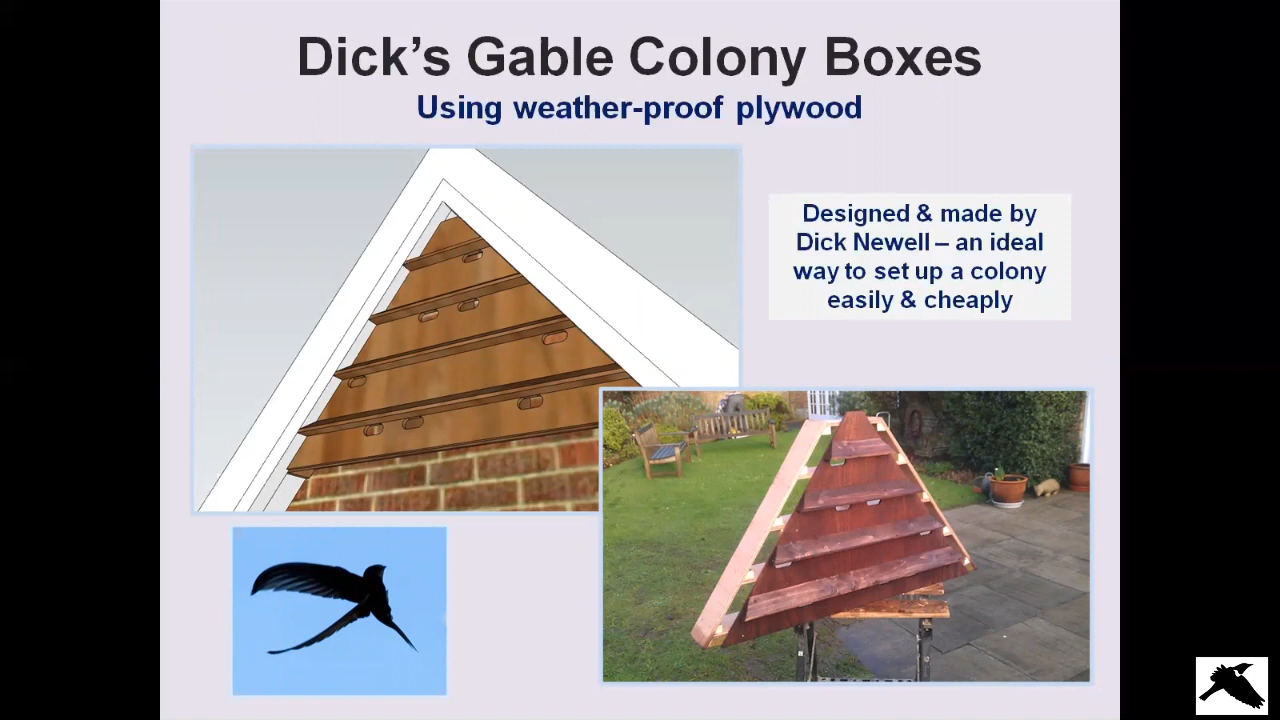 Dick’s Gable Colony Boxes
Using weather-proof plywood
Designed & made by
Dick Newell – an ideal
way to set up a colony
easily & cheaply